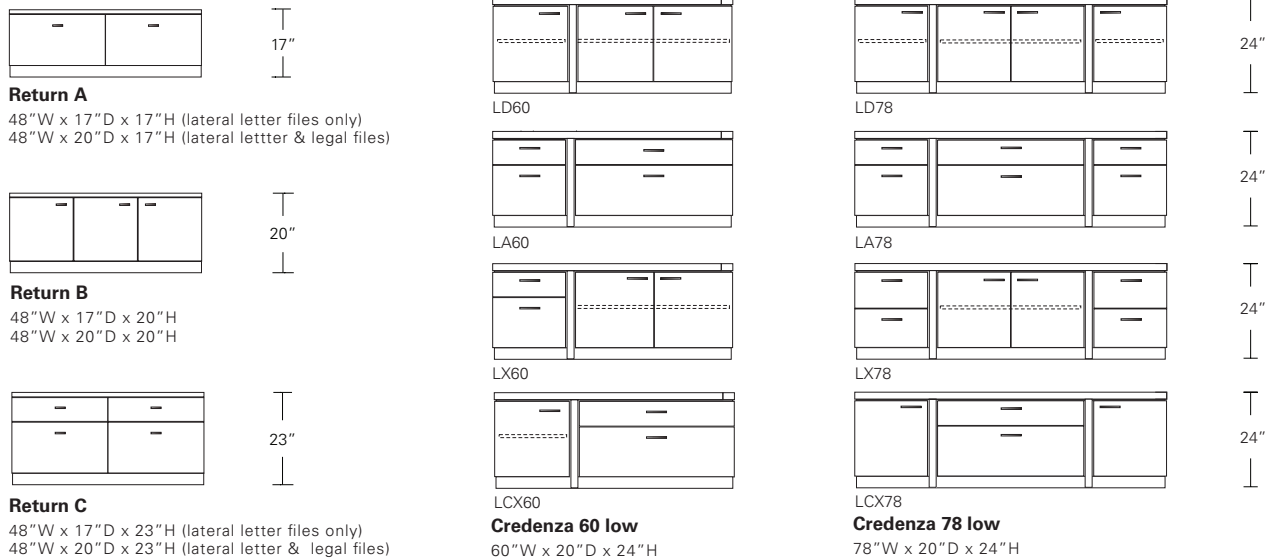 17”
Return A
48”W x 17”D x 17”H (lateral letter files only)
48”W x 20”D x 17”H (lateral lettter & legal files)
20”
Return B
48”W x 17”D x 20”H
48”W x 20”D x 20”H
23”
Return C
48”W x 17”D x 23”H (lateral letter files only)
48”W x 20”D x 23”H (lateral letter & legal files)
LD60
LA60
LX60
LCX60
Credenza 60 low
60”W x 20”D x 24”H
24”
LD78
24”
LA78
24”
LX78
24”
LCX78
Credenza 78 low
78”W x 20”D x 24”H